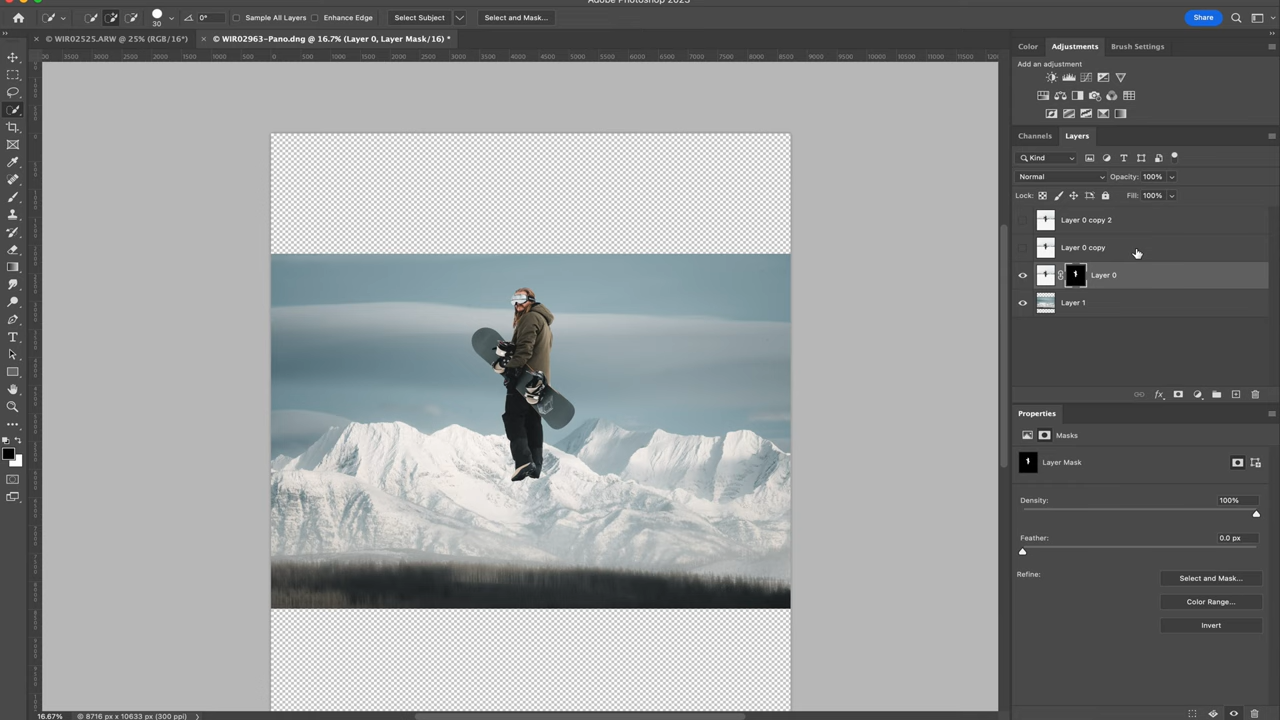 Adobe Photoshop 2023
30
0°
Sample All Layers
Enhance Edge
Select Subject
Select and Mask...
Share
© WIR02525.ARW @ 25% (RGB/16*)
© WIR02963-Pano.dng @ 16.7% (Layer 0, Layer Mask/16) *
Color
Adjustments
Brush Settings
Add an adjustment
Channels
Layers
Kind
Normal
Opacity: 100%
Lock:
Fill: 100%
Layer 0 copy 2
Layer 0 copy
Layer 0
Layer 1
Properties
Masks
Layer Mask
Density:
100%
Feather:
0.0 px
Refine:
Select and Mask...
Color Range...
Invert
16.67%
© 8716 px x 10633 px (300 ppi)